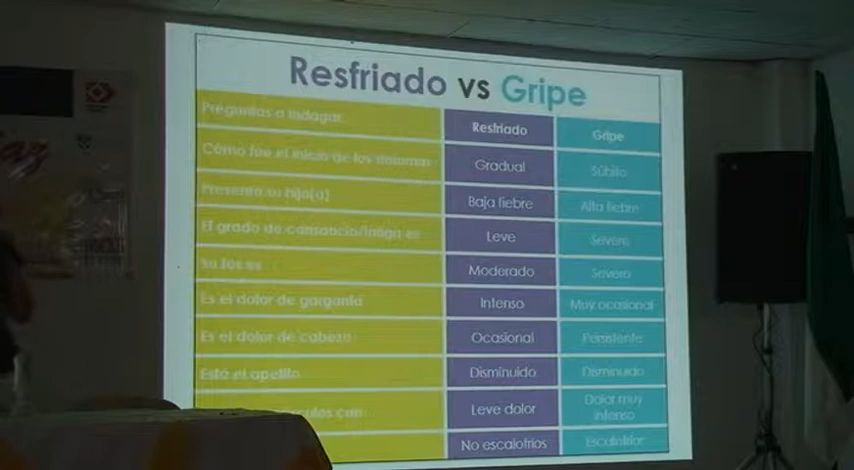 Resfriado vs Gripe
Preguntas a indagar Resfriado Gripe
Cómo fue el inicio de los síntomas Gradual Súbito
Presenta su hijo(a) Baja fiebre Alta fiebre
El grado de cansancio/fatiga es Leve Severo
Su tos es Moderado Severo
Es el dolor de garganta Intenso Muy ocasional
Es el dolor de cabeza Ocasional Persistente
Está el apetito Disminuido Disminuido
Dolor muy
con Leve dolor intenso
No escalofríos Escalofríos